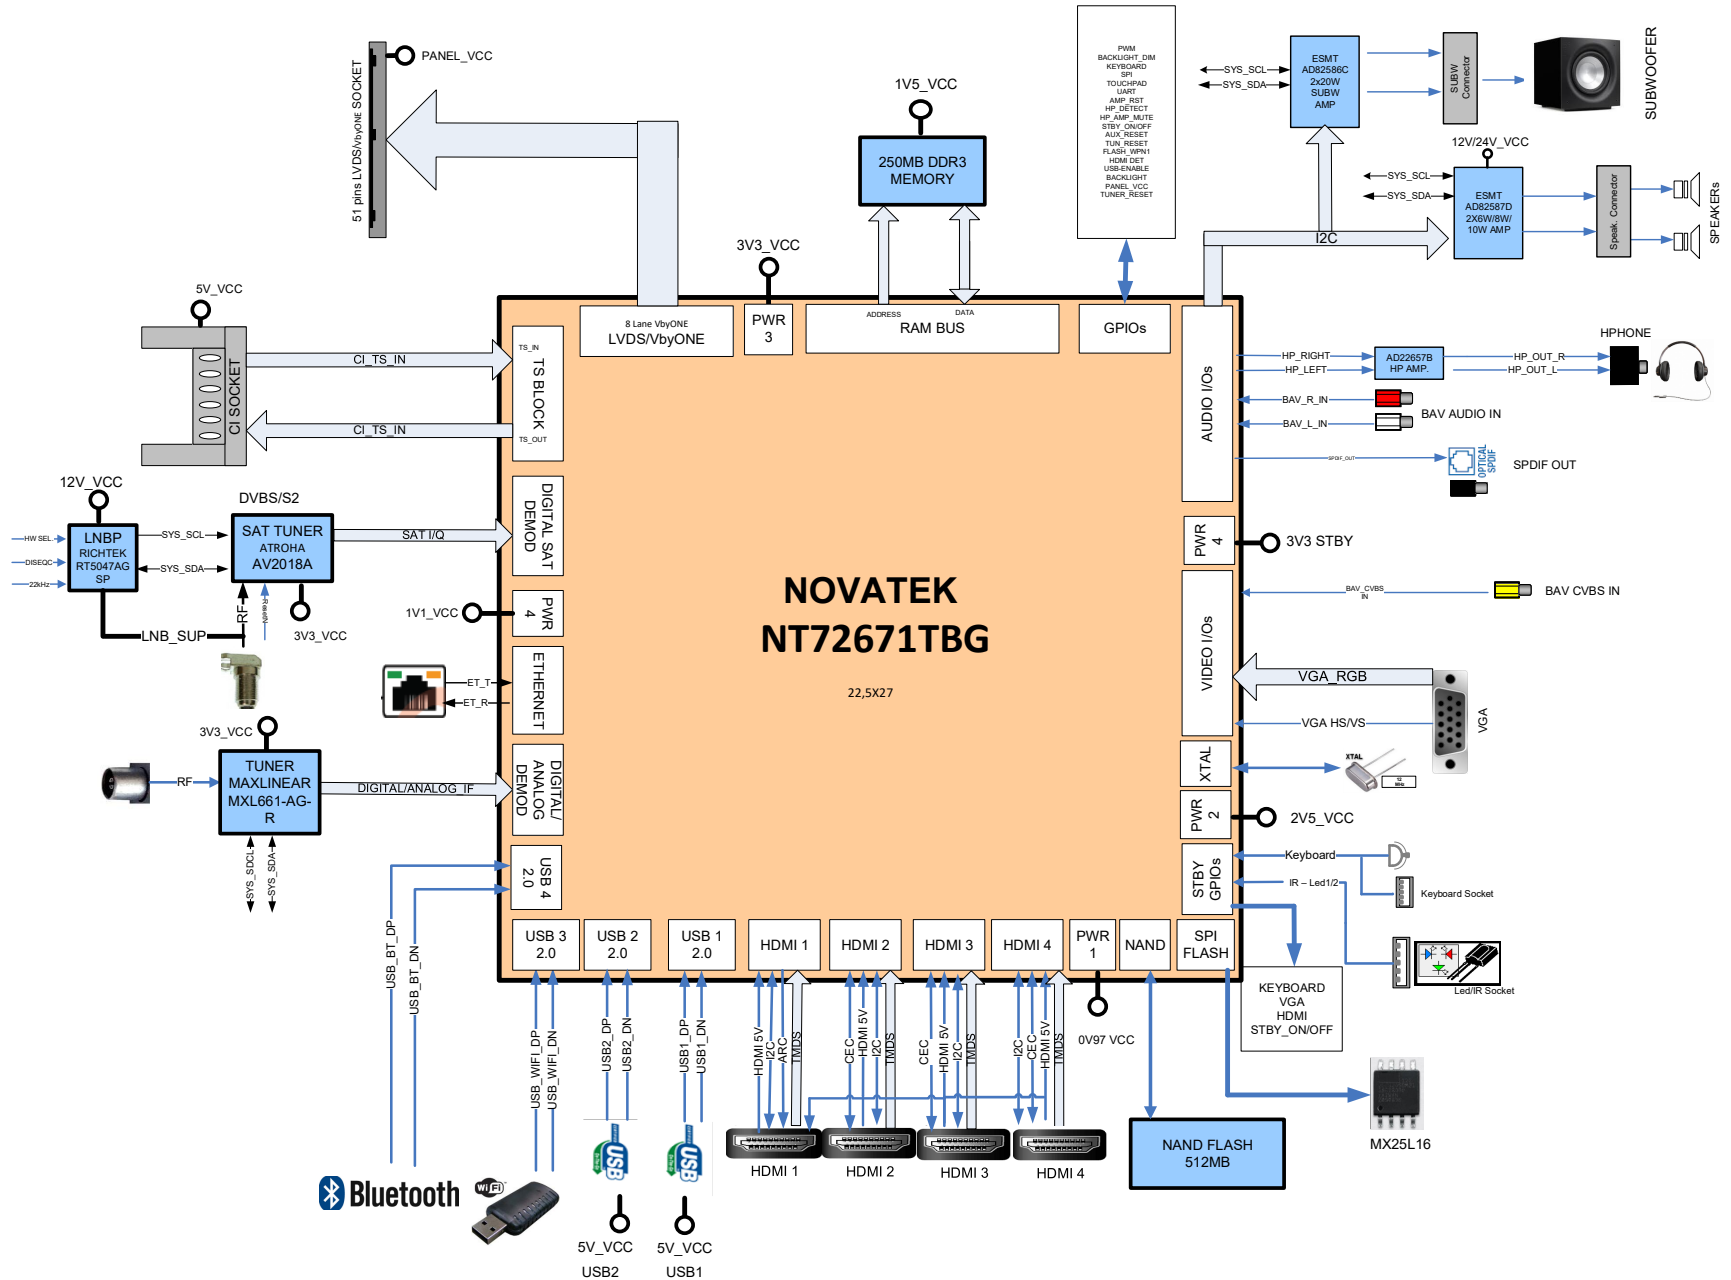 PANEL_VCC
51 pins LVDS/VbyONE SOCKET
1V5_VCC
250MB DDR3
MEMORY
3V3_VCC
PWM
BACKLIGHT_DIM
KEYBOARD
SPI
TOUCHPAD
UART
AMP_RST
HP_DETECT
HP_AMP_MUTE
STBY_ON/OFF
AUX_RESET
TUN_RESET
FLASH_WPN1
HDMI DET
USB-ENABLE
BACKLIGHT
PANEL_VCC
TUNER_RESET
SYS_SCL
SYS_SDA
ESMT
AD82586C
2x20W
SUBW
AMP
SUBW
Connector
SUBWOOFER
12V/24V_VCC
SYS_SCL
SYS_SDA
ESMT
AD82587D
2X6W/8W/
10W AMP
Speak. Connector
SPEAKERs
I2C
5V_VCC
CI SOCKET
CI_TS_IN
CI_TS_IN
TS_IN
TS BLOCK
TS_OUT
8 Lane VbyONE
LVDS/VbyONE
PWR
3
ADDRESS
DATA
RAM BUS
GPIOs
AUDIO I/Os
HP_RIGHT
HP_LEFT
AD22657B
HP AMP.
HP_OUT_R
HP_OUT_L
HPHONE
BAV_R_IN
BAV_L_IN
BAV AUDIO IN
SPDIF_OUT
OPTICAL
SPDIF
SPDIF OUT
12V_VCC
HW SEL.
DISEQC
22kHz
LNBP
RICHTEK
RT5047AG
SP
SYS_SCL
SYS_SDA
DVBS/S2
SAT TUNER
ATROHA
AV2018A
SAT I/Q
DIGITAL SAT
DEMOD
RF
LNB_SUP
3V3_VCC
1V1_VCC
PWR
4
NOVATEK
NT72671TBG
22,5X27
PWR
4
3V3 STBY
VIDEO I/Os
BAV_CVBS
IN
BAV CVBS IN
VGA_RGB
VGA HS/VS
VGA
ET_T
ET_R
ETHERNET
3V3_VCC
RF
TUNER
MAXLINEAR
MXL661-AG-
R
SYS_SDCL
SYS_SDA
DIGITAL/ANALOG_IF
DIGITAL/
ANALOG
DEMOD
XTAL
XTAL
12
MHz
PWR
2
2V5_VCC
STBY
GPIOs
Keyboard
IR – Led1/2
Keyboard Socket
Led/IR Socket
KEYBOARD
VGA
HDMI
STBY_ON/OFF
USB 4
2.0
USB_BT_DP
USB_BT_DN
USB 3
2.0
USB 2
2.0
USB 1
2.0
HDMI 1
HDMI 2
HDMI 3
HDMI 4
PWR
1
NAND
SPI
FLASH
USB_WIFI_DP
USB_WIFI_DN
USB2_DP
USB2_DN
USB1_DP
USB1_DN
HDMI 5V
I2C
ARC
TMDS
CEC
HDMI 5V
I2C
TMDS
CEC
HDMI 5V
I2C
TMDS
I2C
CEC
HDMI 5V
TMDS
0V97 VCC
HDMI 1
HDMI 2
HDMI 3
HDMI 4
NAND FLASH
512MB
MX25L16
Bluetooth
WiFi
USB
USB
5V_VCC
USB2
5V_VCC
USB1